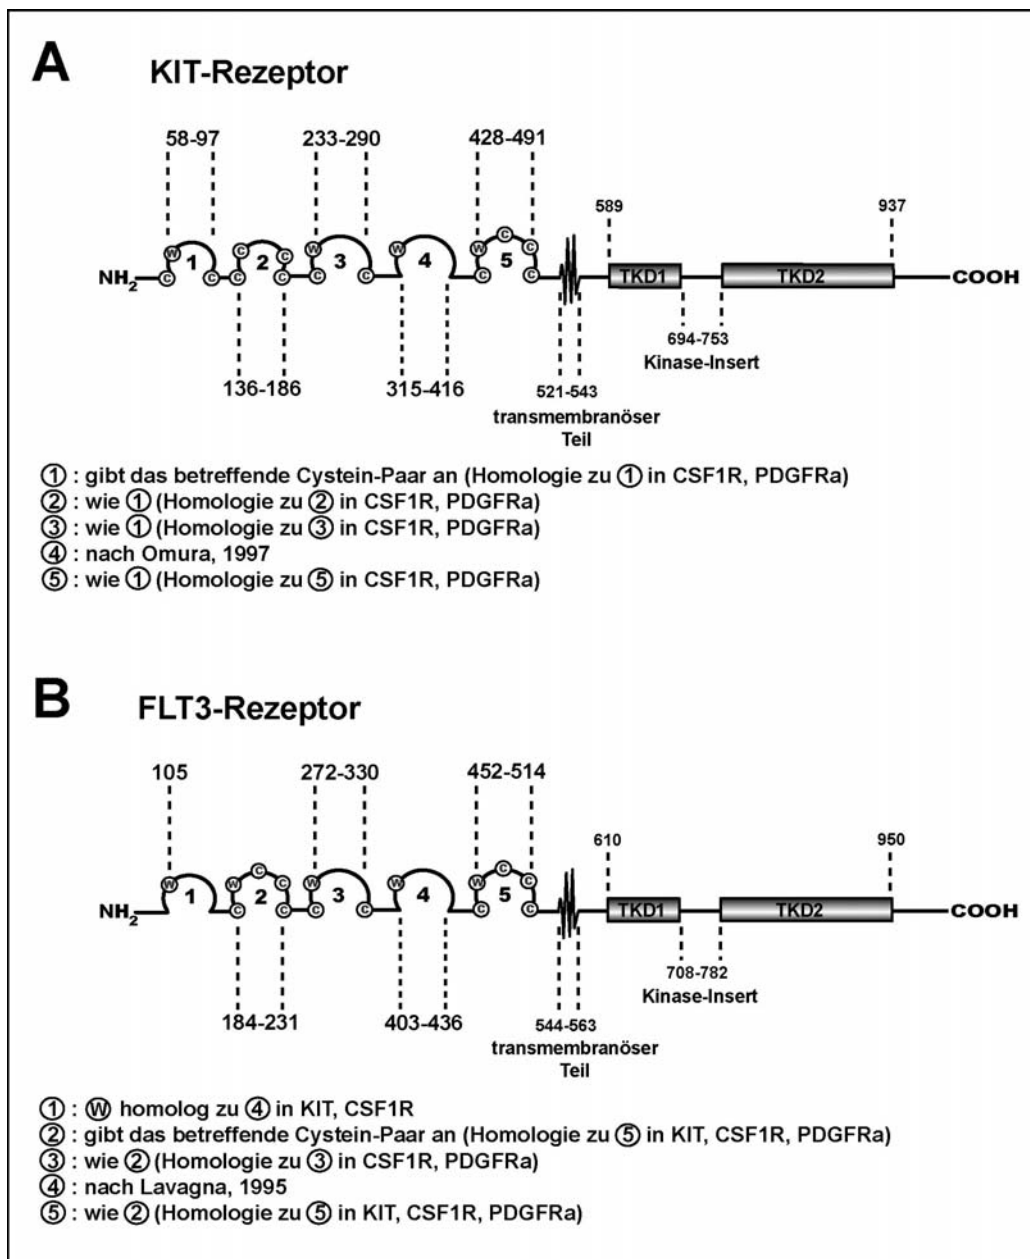 A KIT-Rezeptor
58-97 233-290 428-491
589 937
W W W W C C
C C C C
1 2 3 4 5
NH2 C C C C C C C C TKD1 TKD2 COOH
694-753
Kinase-Insert
136-186 315-416 521-543
transmembranöser
Teil
① : gibt das betreffende Cystein-Paar an (Homologie zu ① in CSF1R, PDGFRa)
② : wie ① (Homologie zu ② in CSF1R, PDGFRa)
③ : wie ① (Homologie zu ③ in CSF1R, PDGFRa)
④ : nach Omura, 1997
⑤ : wie ① (Homologie zu ⑤ in CSF1R, PDGFRa)
B FLT3-Rezeptor
105 272-330 452-514
610 950
W W C C W W W C C
1 2 3 4 5
NH2 C C C C C C TKD1 TKD2 COOH
708-782
Kinase-Insert
184-231 403-436 544-563
transmembranöser
Teil
① : Ⓦ homolog zu ④ in KIT, CSF1R
② : gibt das betreffende Cystein-Paar an (Homologie zu ⑤ in KIT, CSF1R, PDGFRa)
③ : wie ② (Homologie zu ③ in CSF1R, PDGFRa)
④ : nach Lavagna, 1995
⑤ : wie ② (Homologie zu ⑤ in KIT, CSF1R, PDGFRa)